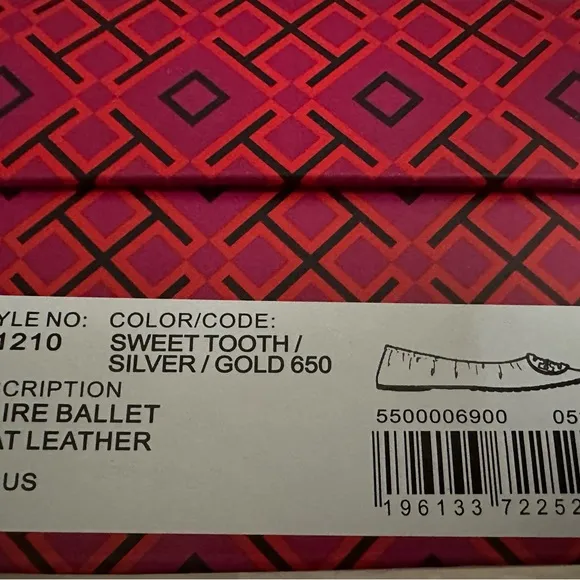 YLE NO: COLOR/CODE:
1210 SWEET TOOTH /
SILVER / GOLD 650
SCRIPTION
IRE BALLET
AT LEATHER
US
5500006900 05
196133 72252